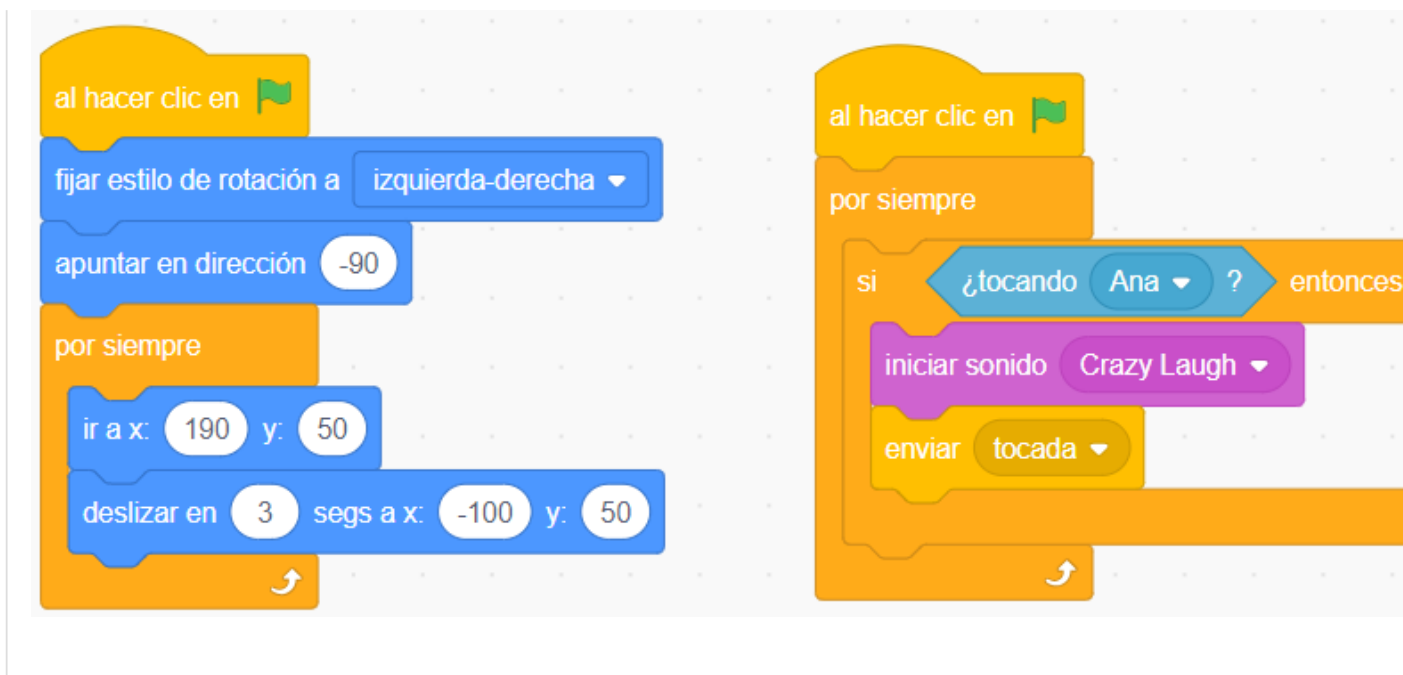 al hacer clic en
fijar estilo de rotación a izquierda-derecha
apuntar en dirección -90
por siempre
ir a x: 190 y: 50
deslizar en 3 segs a x: -100 y: 50
al hacer clic en
por siempre
si ¿tocando Ana ? entonces
iniciar sonido Crazy Laugh
enviar tocada